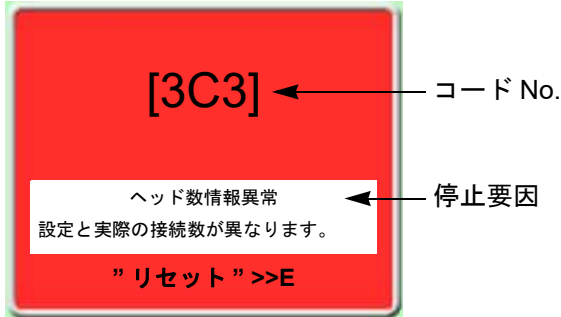 [3C3]
コード No.
ヘッド数情報異常
停止要因
設定と実際の接続数が異なります。
” リセット ” >>E